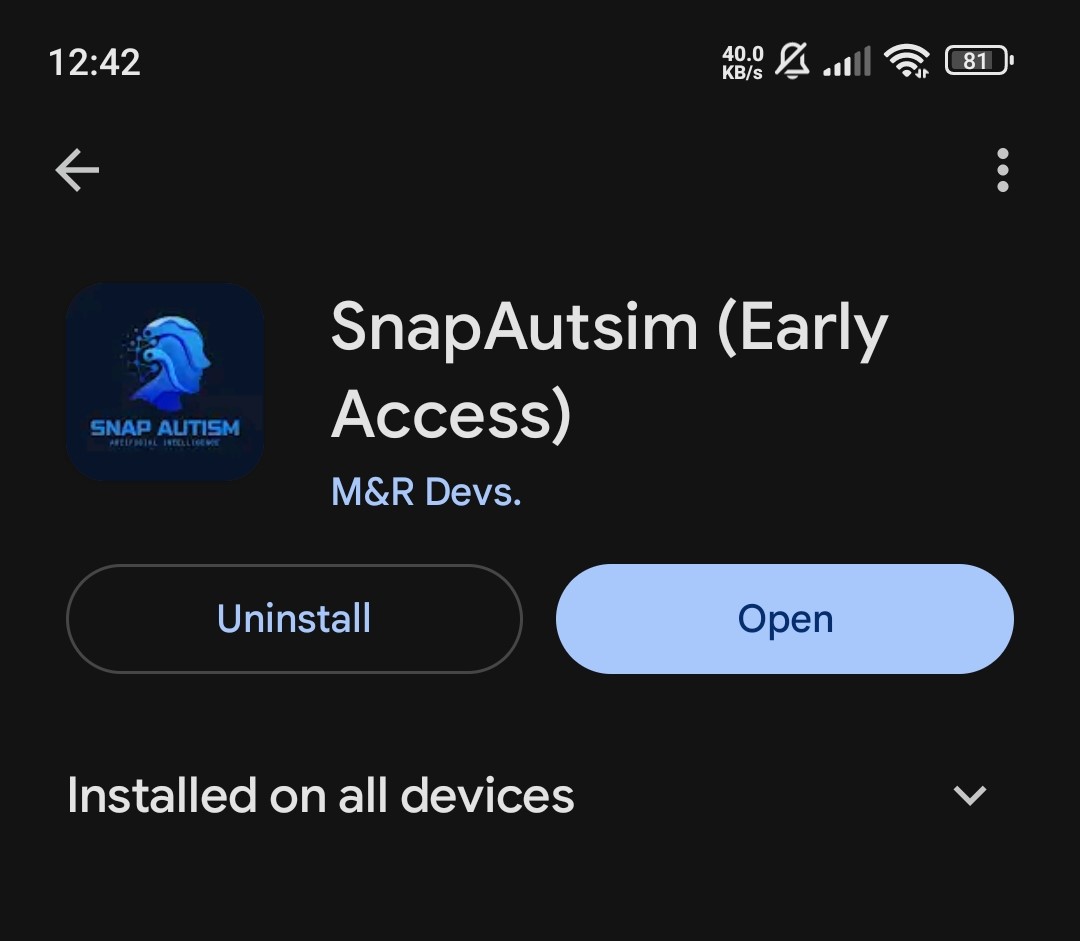 12:42
40.0
KB/s
81
SnapAutsim (Early
Access)
SNAP AUTISM
ARTIFICIAL INTELLIGENCE
M&R Devs.
Uninstall
Open
Installed on all devices